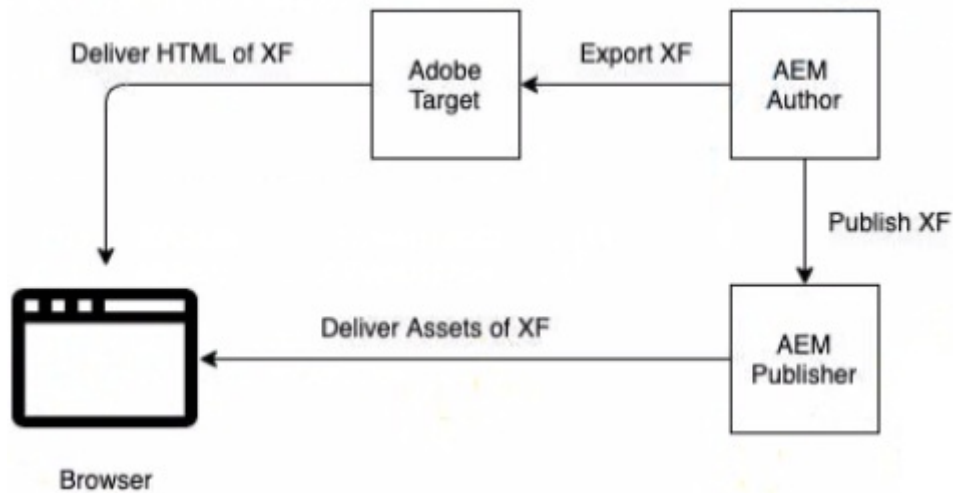 Deliver HTML of XF
Adobe
Target
Export XF
AEM
Author
Publish XF
Deliver Assets of XF
AEM
Publisher
Browser